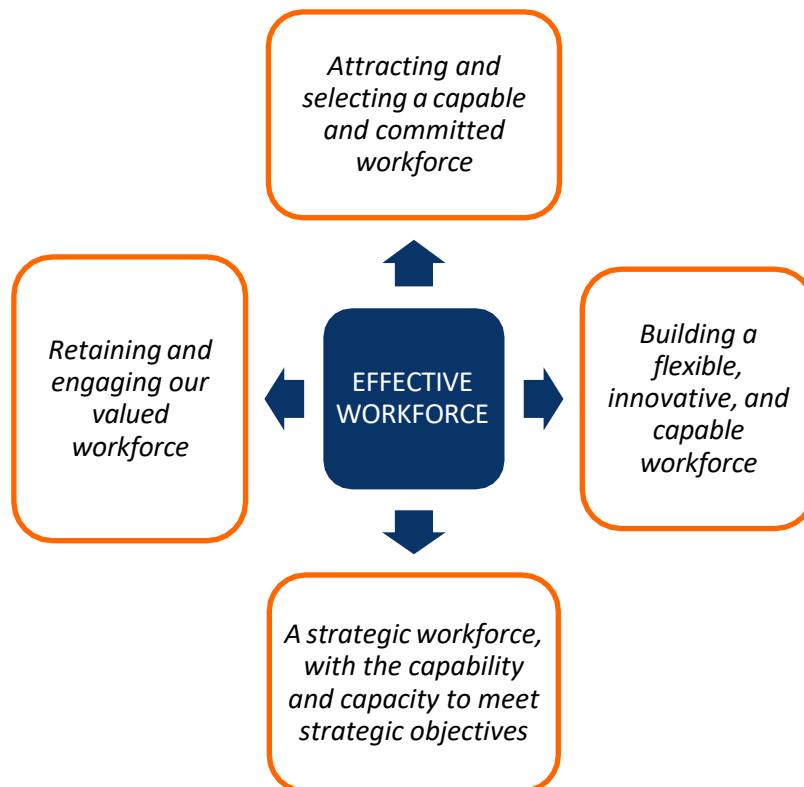 Attracting and
selecting a capable
and committed
workforce
Retaining and
engaging our
valued
workforce
EFFECTIVE
WORKFORCE
Building a
flexible,
innovative, and
capable
workforce
A strategic workforce,
with the capability
and capacity to meet
strategic objectives